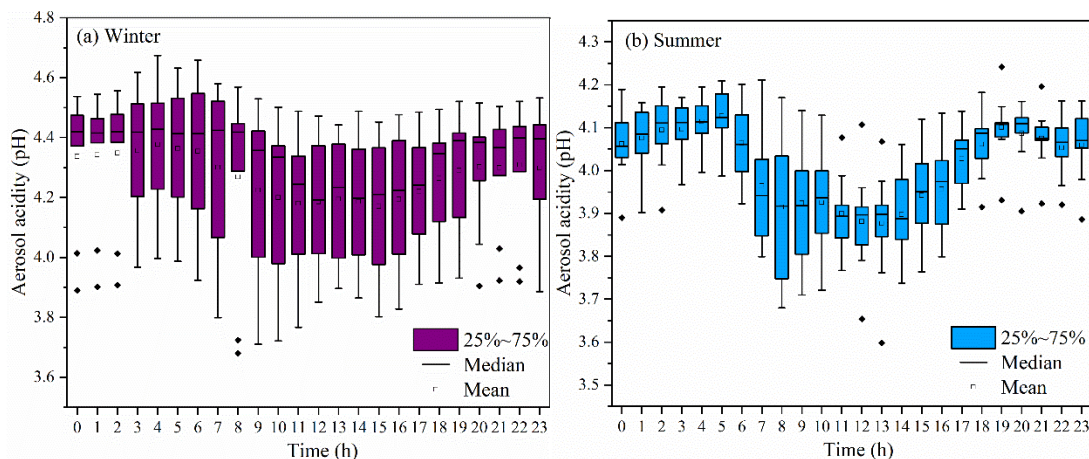 (a) Winter
Aerosol acidity (pH)
4.8
4.6
4.4
4.2
4.0
3.8
3.6
25%~75%
Median
Mean
0 1 2 3 4 5 6 7 8 9 10 11 12 13 14 15 16 17 18 19 20 21 22 23
Time (h)
(b) Summer
Aerosol acidity (pH)
4.3
4.2
4.1
4.0
3.9
3.8
3.7
3.6
3.5
25%~75%
Median
Mean
0 1 2 3 4 5 6 7 8 9 10 11 12 13 14 15 16 17 18 19 20 21 22 23
Time (h)